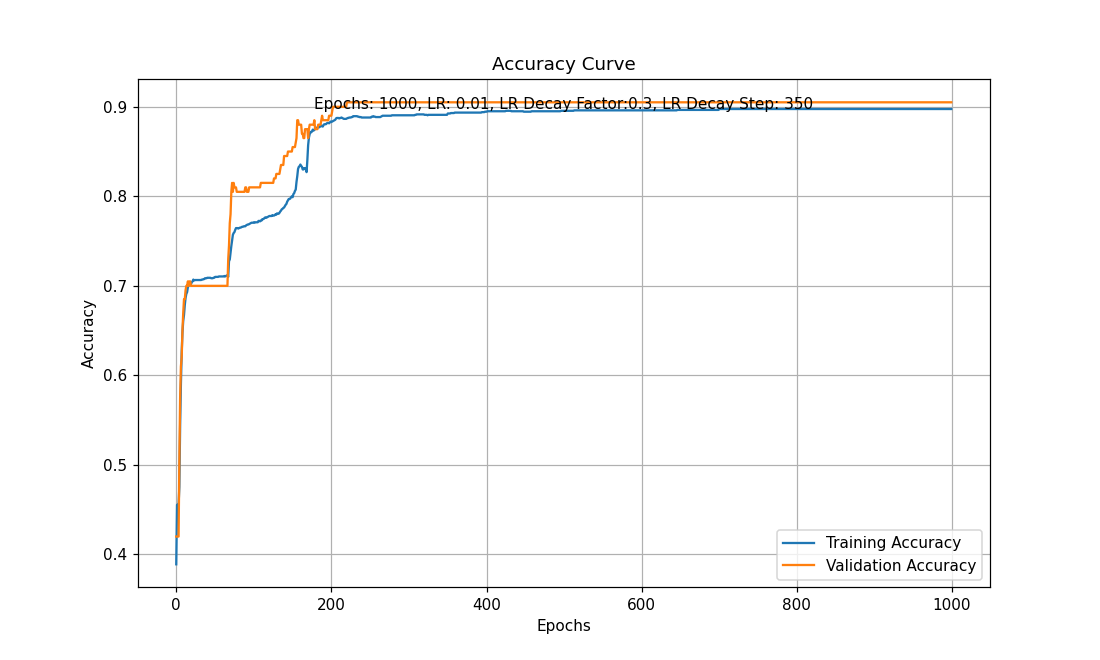 Accuracy Curve
Epochs: 1000, LR: 0.01, LR Decay Factor:0.3, LR Decay Step: 350
0.9
0.8
0.7
0.6
0.5
0.4
Accuracy
Training Accuracy
Validation Accuracy
0 200 400 600 800 1000
Epochs